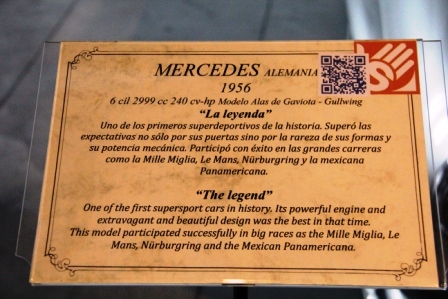 MERCEDES ALEMANIA
1956
6 cil 2999 cc 240 cv-hp Modelo Alas de Gaviota - Gullwing
“La leyenda”
Uno de los primeros superdeportivos de la historia. Superó las
expectativas no sólo por sus puertas sino por la rareza de sus formas y
su potencia mecánica. Participó con éxito en las grandes carreras
como la Mille Miglia, Le Mans, Nürburgring y la mexicana
Panamericana.
“The legend”
One of the first supersport cars in history. Its powerful engine and
extravagant and beautiful design was the best in that time.
This model participated successfully in big races as the Mille Miglia, Le
Mans, Nürburgring and the Mexican Panamericana.